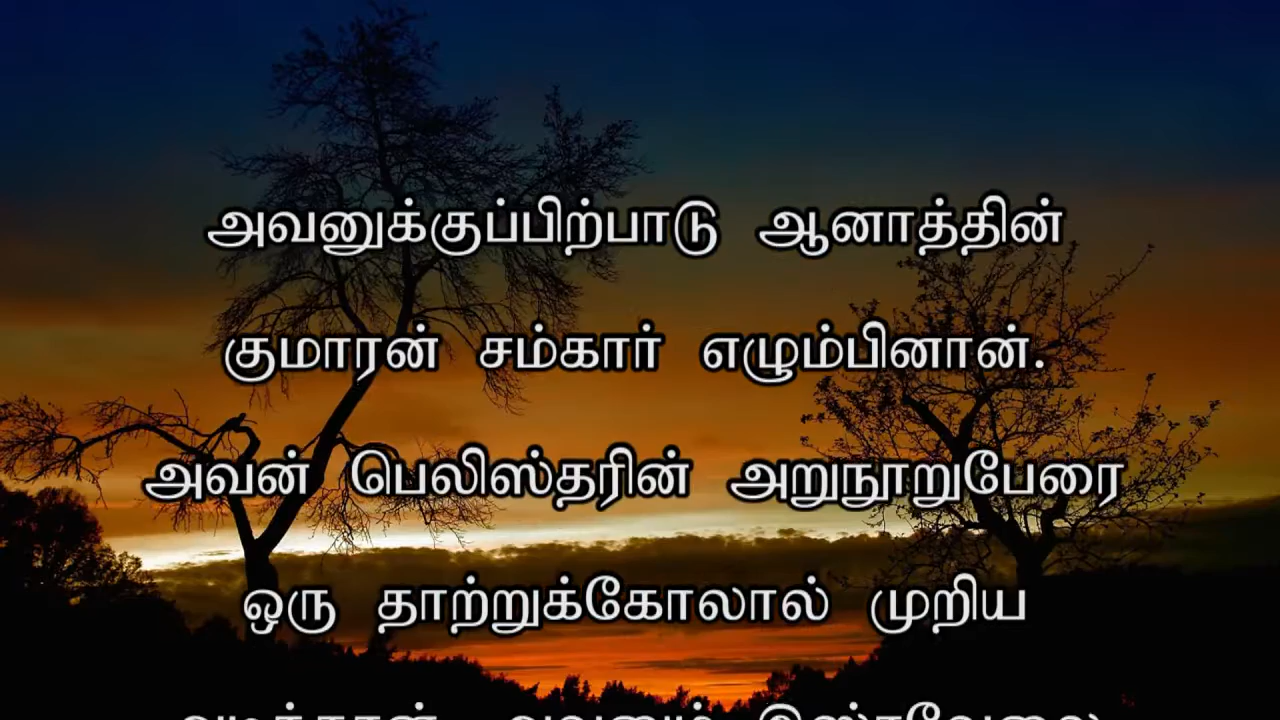 அவனுக்குப்பிற்பாடு ஆனாத்தின்
குமாரன் சம்கார் எழும்பினான்.
அவன் பெலிஸ்தரின் அறுநூறுபேரை
ஒரு தாற்றுக்கோலால் முறிய